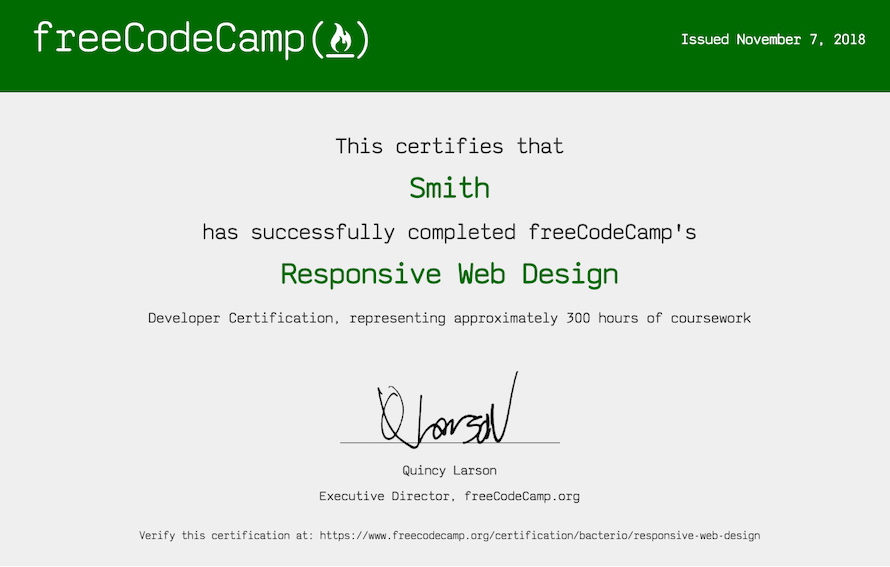 freeCodeCamp(🔥)
Issued November 7, 2018
This certifies that
Smith
has successfully completed freeCodeCamp's
Responsive Web Design
Developer Certification, representing approximately 300 hours of coursework
Q Larson
Quincy Larson
Executive Director, freeCodeCamp.org
Verify this certification at: https://www.freecodecamp.org/certification/bacterio/responsive-web-design